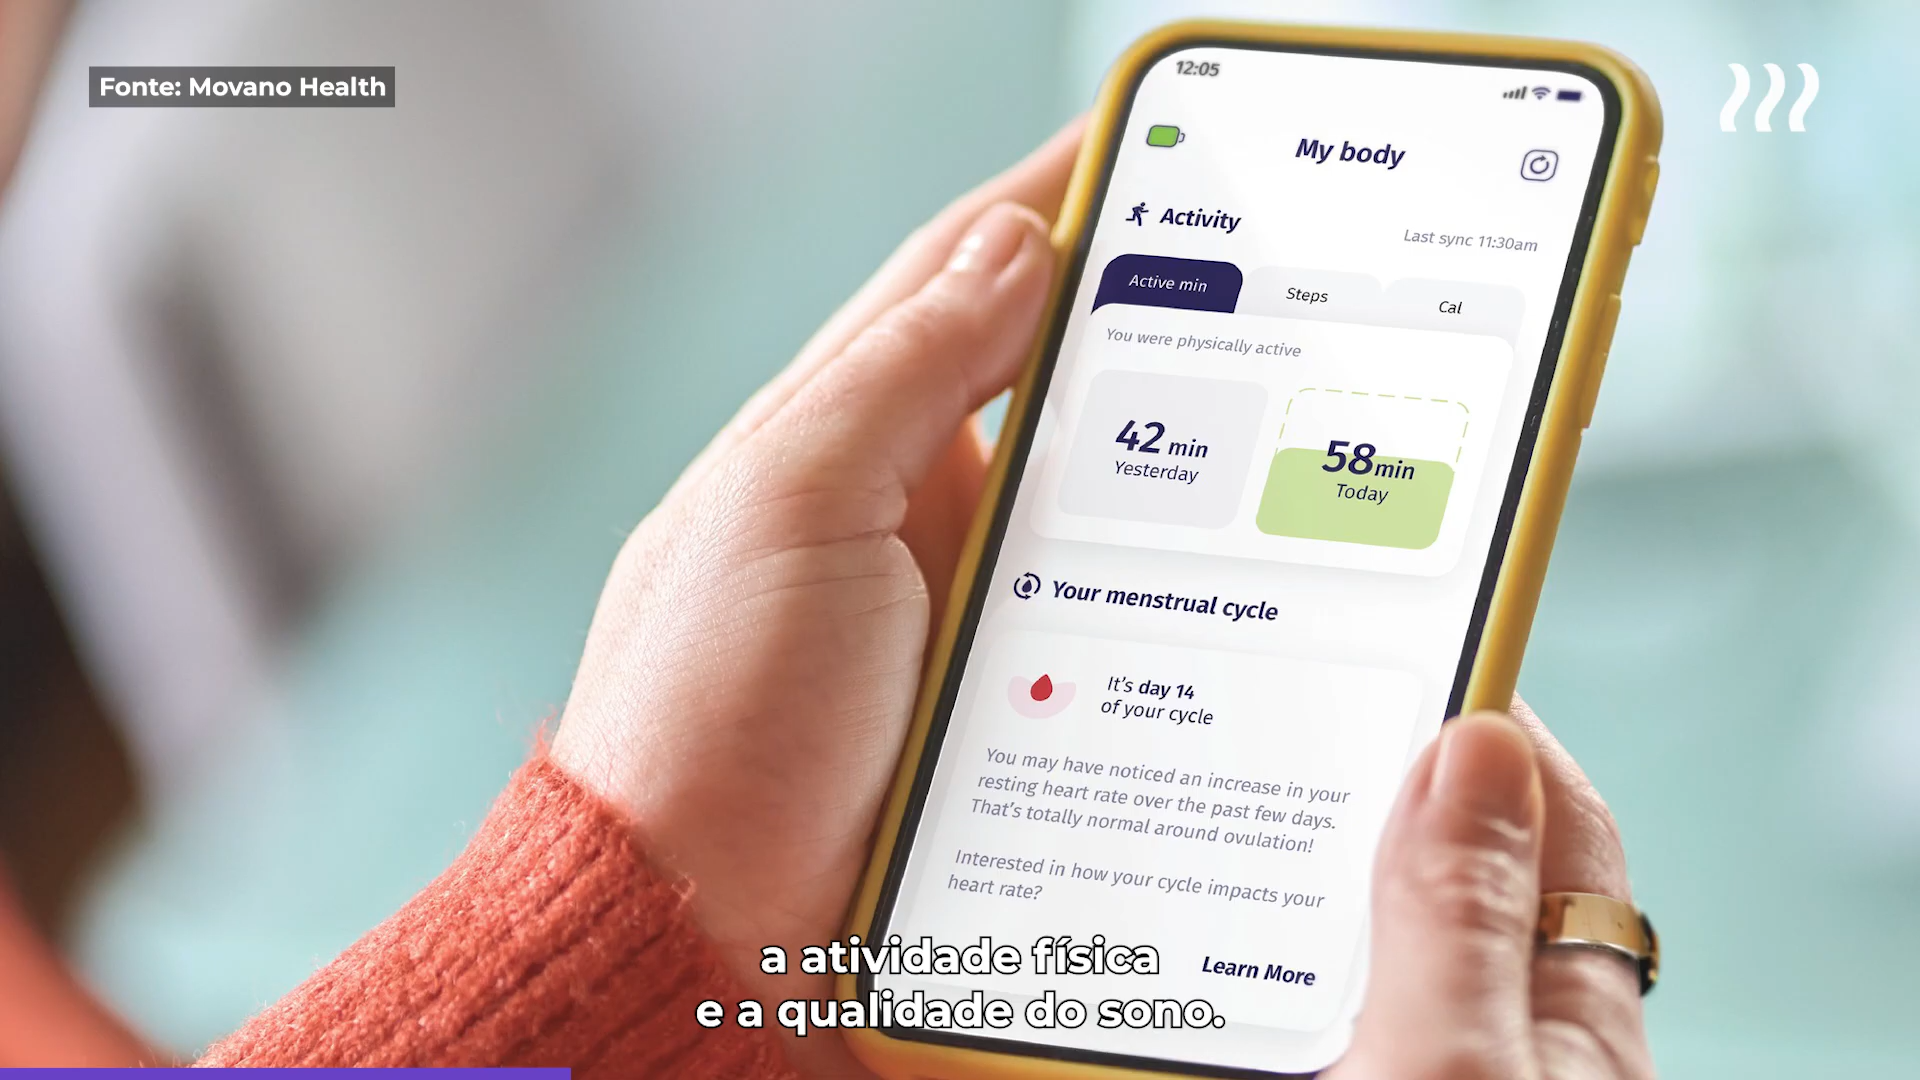 Fonte: Movano Health
12:05
My body
Activity
Last sync 11:30am
Active min
Steps
Cal
You were physically active
42 min
Yesterday
58 min
Today
Your menstrual cycle
It's day 14
of your cycle
You may have noticed an increase in your
resting heart rate over the past few days.
That's totally normal around ovulation!
Interested in how your cycle impacts your
heart rate?
Learn More
a atividade física
e a qualidade do sono.